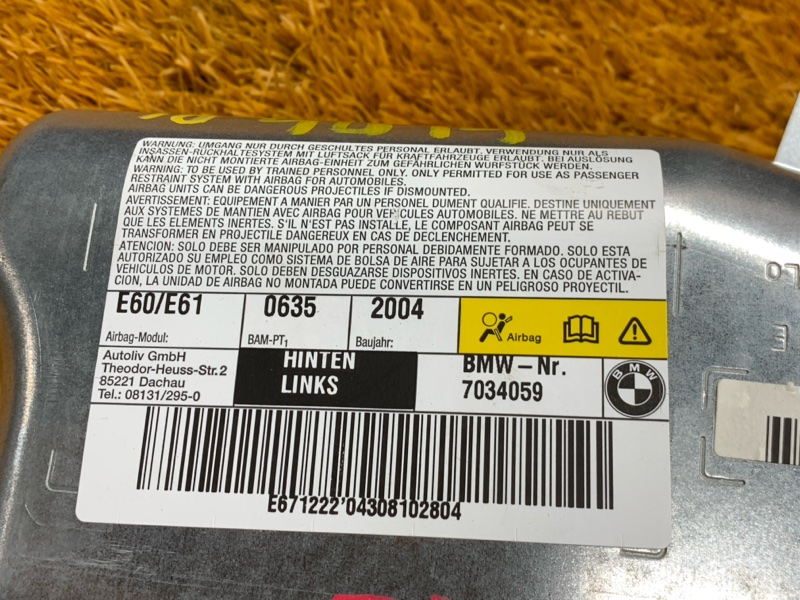 WARNUNG: UMGANG NUR DURCH GESCHULTES PERSONAL ERLAUBT. VERWENDUNG NUR ALS
INSASSEN-RÜCKHALTESYSTEM MIT LUFTSACK FÜR KRAFTFAHRZEUGE ERLAUBT. BEI AUSLÖSUNG
KANN DIE NICHT MONTIERTE AIRBAG-EINHEIT ZUM GEFÄHRLICHEN WURFSTÜCK WERDEN.
WARNING: TO BE USED BY TRAINED PERSONNEL ONLY. ONLY PERMITTED FOR USE AS PASSENGER
RESTRAINT SYSTEM WITH AIRBAG FOR AUTOMOBILES.
AIRBAG UNITS CAN BE DANGEROUS PROJECTILES IF DISMOUNTED.
AVERTISSEMENT: EQUIPEMENT A MANIER PAR UN PERSONEL DUMENT QUALIFIE. DESTINE UNIQUEMENT
AUX SYSTEMES DE MANTIEN AVEC AIRBAG POUR VEHICULES AUTOMOBILES. NE METTRE AU REBUT
QUE LES ELEMENTS INERTES. S'IL N'EST PAS INSTALLE, LE COMPOSANT AIRBAG PEUT SE
TRANSFORMER EN PROJECTILE DANGEREUX EN CAS DE DECLENCHEMENT.
ATENCION: SOLO DEBE SER MANIPULADO POR PERSONAL DEBIDAMENTE FORMADO. SOLO ESTA
AUTORIZADO SU EMPLEO COMO SISTEMA DE BOLSA DE AIRE PARA SUJETAR A LOS OCUPANTES DE
VEHICULOS DE MOTOR. SOLO DEBEN DESGUAZARSE DISPOSITIVOS INERTES. EN CASO DE ACTIVA-
CION, LA UNIDAD DE AIRBAG NO MONTADA PUEDE CONVERTIRSE EN UN PELIGROSO PROYECTIL.
E60/E61 0635 2004
Airbag-Modul: BAM-PT1 Baujahr: Airbag
Autoliv GmbH
Theodor-Heuss-Str.2
85221 Dachau
Tel.: 08131/295-0
HINTEN
LINKS
BMW-Nr.
7034059
BMW
E671222'04308102804